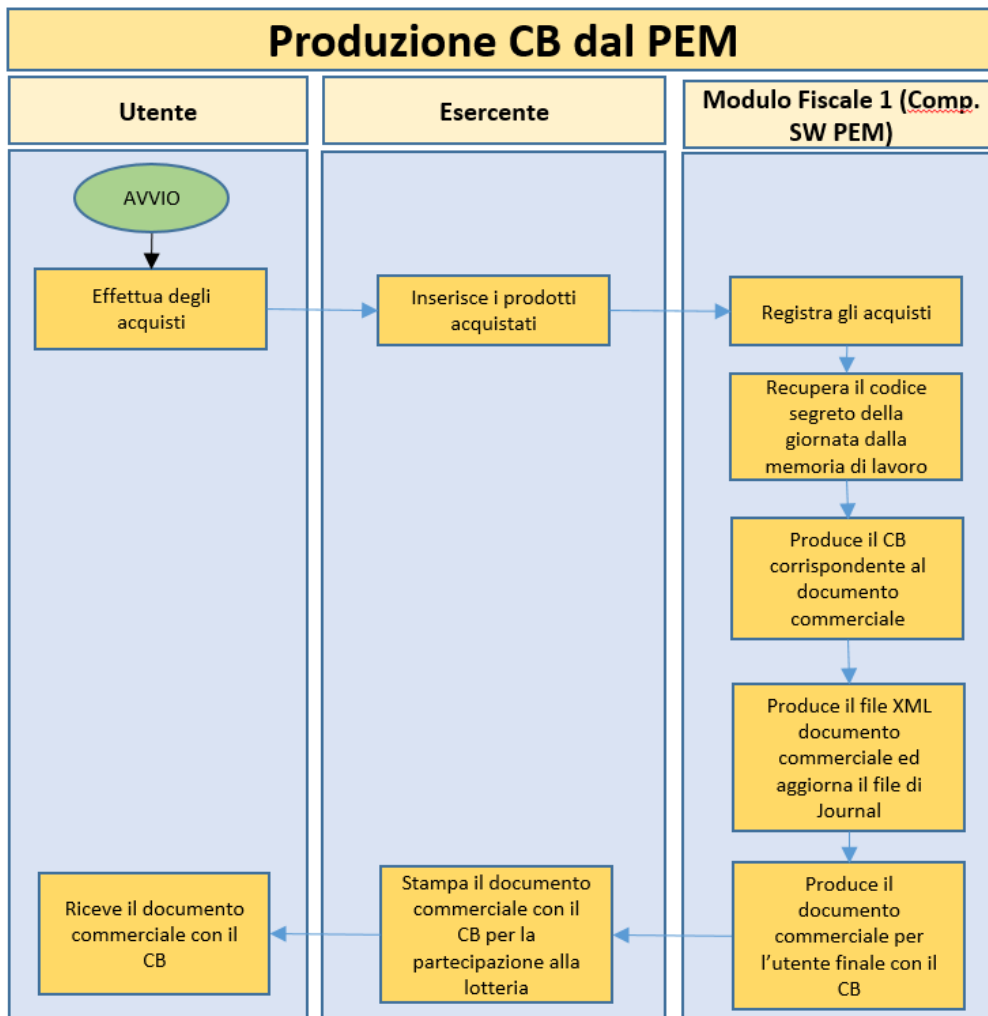 Produzione CB dal PEM
Utente
Esercente
Modulo Fiscale 1 (Comp.
SW PEM)
AVVIO
Effettua degli
acquisti
Inserisce i prodotti
acquistati
Registra gli acquisti
Recupera il codice
segreto della
giornata dalla
memoria di lavoro
Produce il CB
corrispondente al
documento
commerciale
Produce il file XML
documento
commerciale ed
aggiorna il file di
Journal
Produce il
documento
commerciale per
l’utente finale con il
CB
Stampa il documento
commerciale con il
CB per la
partecipazione alla
lotteria
Riceve il documento
commerciale con il
CB